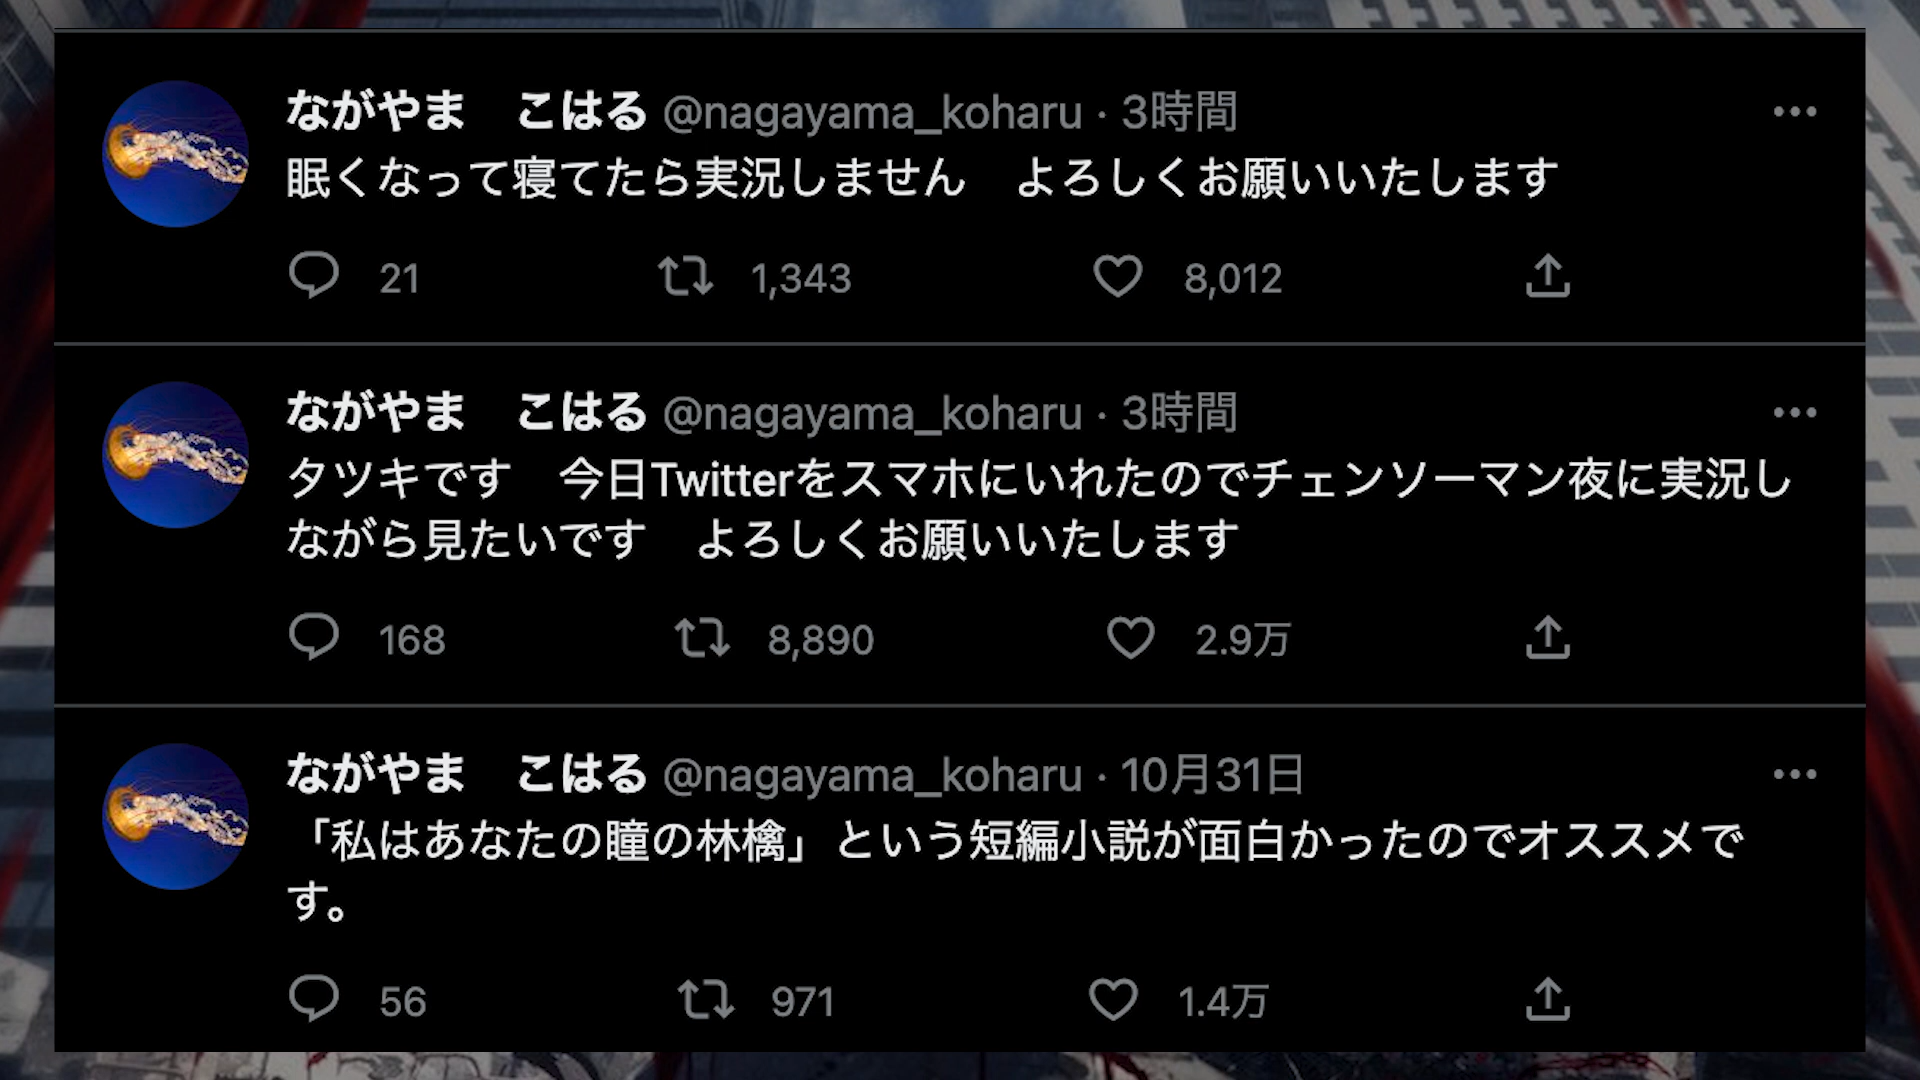 ながやま　こはる @nagayama_koharu · 3時間
眠くなって寝てたら実況しません　よろしくお願いいたします
21 1,343 8,012
ながやま　こはる @nagayama_koharu · 3時間
タツキです　今日Twitterをスマホにいれたのでチェンソーマン夜に実況し
ながら見たいです　よろしくお願いいたします
168 8,890 2.9万
ながやま　こはる @nagayama_koharu · 10月31日
「私はあなたの瞳の林檎」という短編小説が面白かったのでオススメで
す。
56 971 1.4万